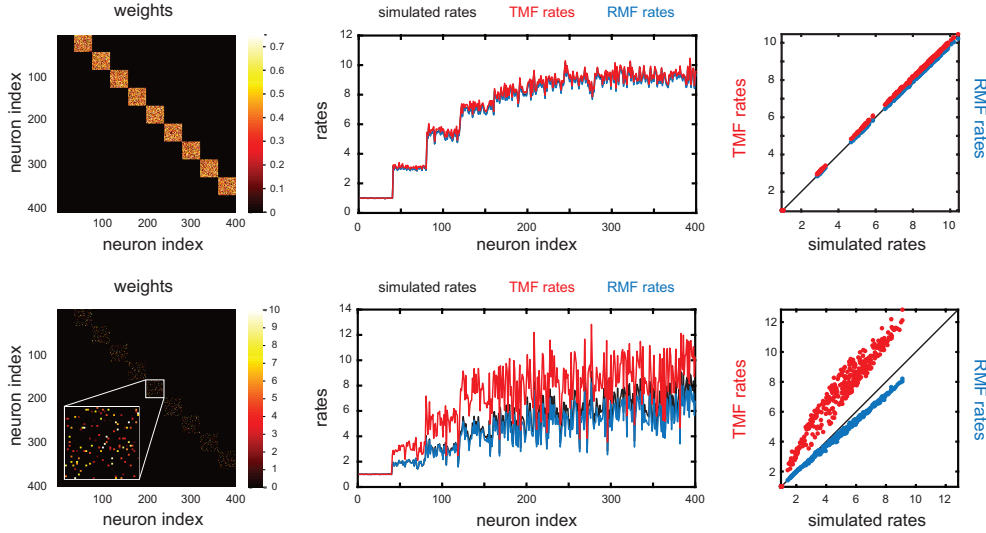 weights
neuron index
100
200
300
400
0
100
200
300
400
neuron index
0.7
0.6
0.5
0.4
0.3
0.2
0.1
0
simulated rates TMF rates RMF rates
rates
12
10
8
6
4
2
0
0 100 200 300 400
neuron index
TMF rates
10
8
6
4
2
2 4 6 8 10
simulated rates
RMF rates
weights
neuron index
100
200
300
400
0 100 200 300 400
neuron index
10
9
8
7
6
5
4
3
2
1
0
simulated rates TMF rates RMF rates
rates
14
12
10
8
6
4
2
0
0 100 200 300 400
neuron index
TMF rates
12
10
8
6
4
2
2 4 6 8 10 12
simulated rates
RMF rates